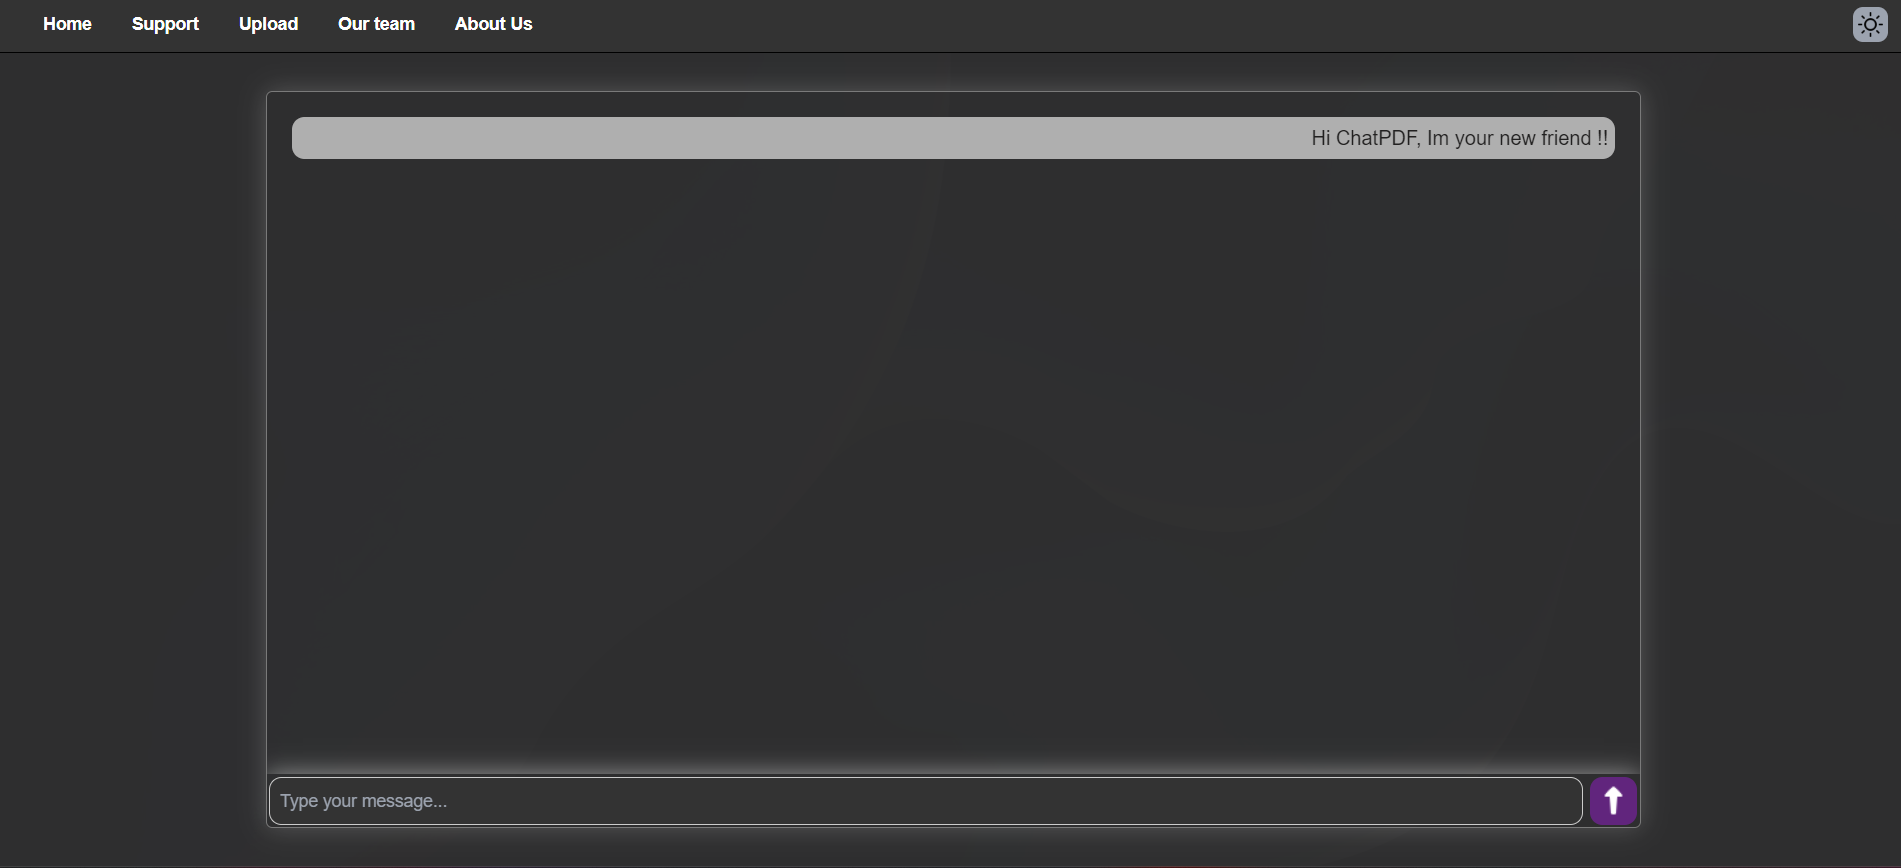 Home Support Upload Our team About Us
Hi ChatPDF, Im your new friend !!
Type your message...